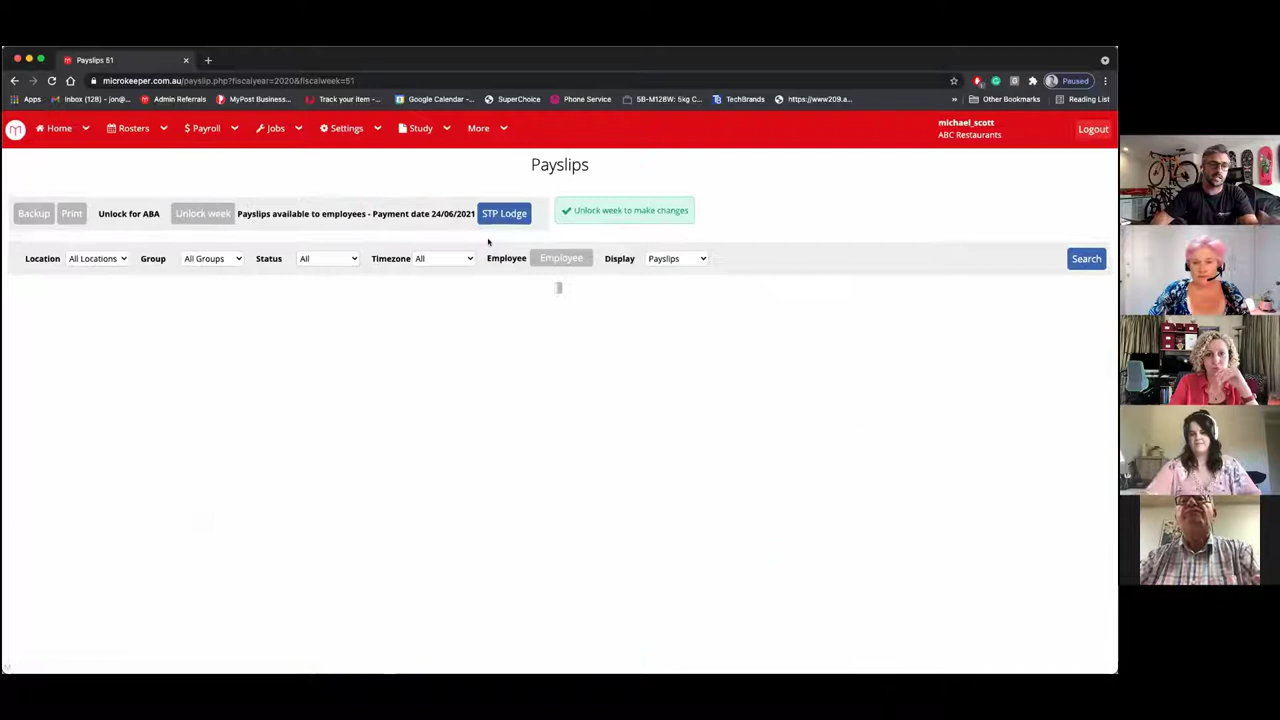 Payslips 51
microkeeper.com.au/payslip.php?fiscalyear=2020&fiscalweek=51
Paused
Apps Inbox (128) - jon@... Admin Referrals MyPost Business... Track your item -... Google Calendar -... SuperChoice Phone Service 5B-M128W: 5kg C... TechBrands https://www209.a... » Other Bookmarks Reading List
Home Rosters $ Payroll Jobs Settings Study More
michael_scott
ABC Restaurants
Logout
Payslips
Backup Print Unlock for ABA Unlock week Payslips available to employees - Payment date 24/06/2021 STP Lodge Unlock week to make changes
Location All Locations Group All Groups Status All Timezone All Employee Employee Display Payslips Search